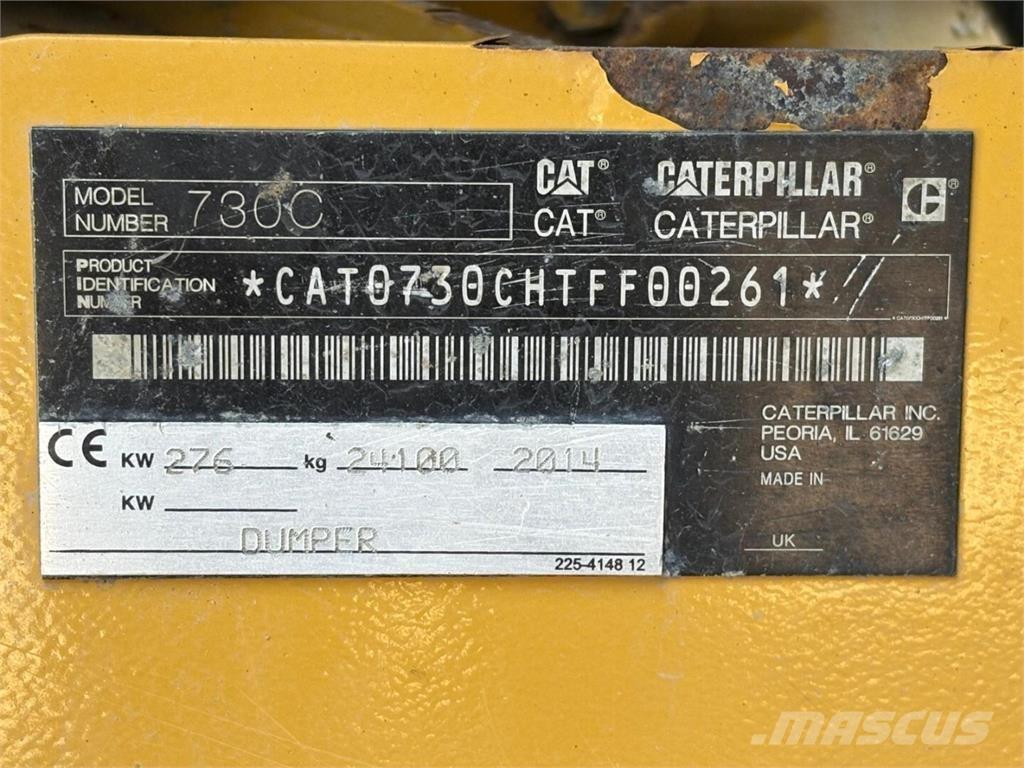 MODEL NUMBER 730C
CAT® CATERPILLAR®
CAT® CATERPILLAR®
PRODUCT IDENTIFICATION NUMBER *CAT0730CHTFF00261*
*CAT0730CHTFF00261*
CATERPILLAR INC.
PEORIA, IL 61629
USA
MADE IN
UK
CE KW 276 kg 24100 2014
KW
DUMPER
225-4148 12
MASCUS